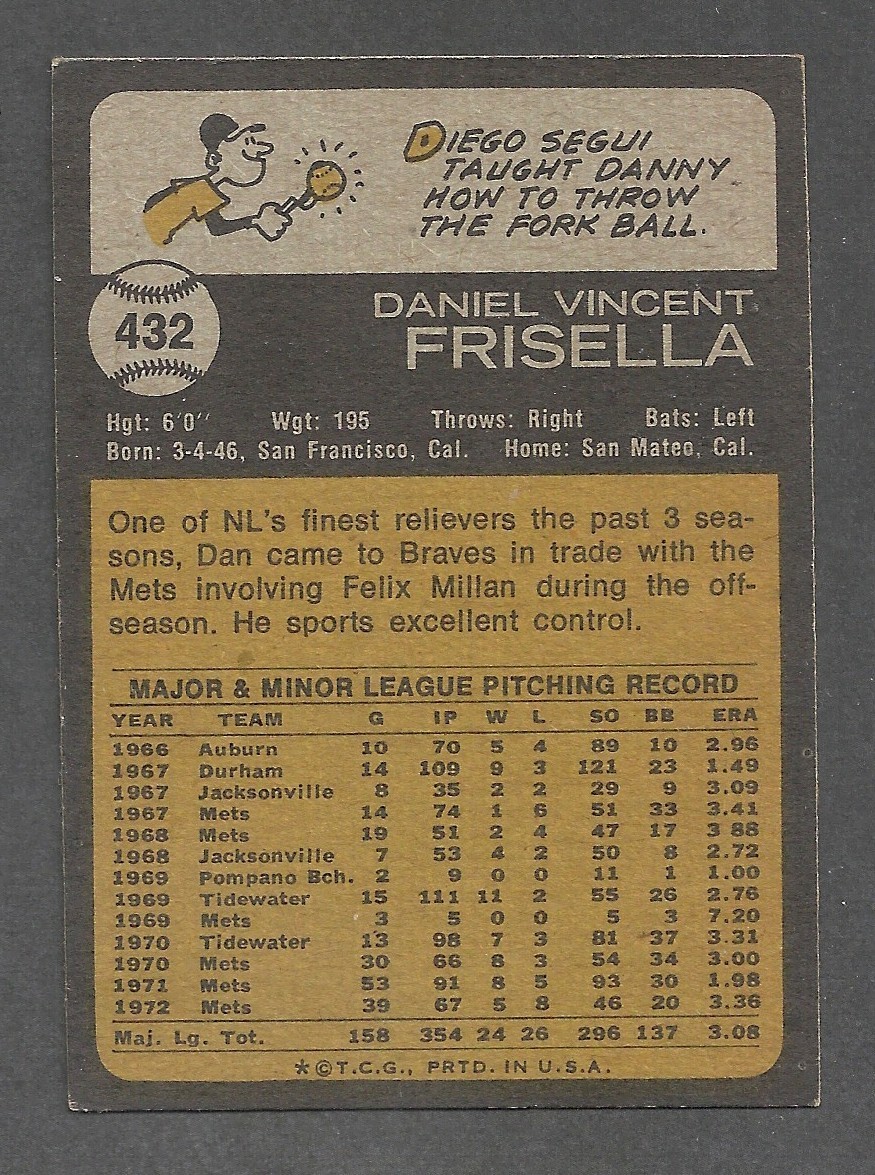 DIEGO SEGUI
TAUGHT DANNY
HOW TO THROW
THE FORK BALL.
432
DANIEL VINCENT
FRISELLA
Hgt: 6'0" Wgt: 195 Throws: Right Bats: Left
Born: 3-4-46, San Francisco, Cal. Home: San Mateo, Cal.
One of NL's finest relievers the past 3 sea-
sons, Dan came to Braves in trade with the
Mets involving Felix Millan during the off-
season. He sports excellent control.
MAJOR & MINOR LEAGUE PITCHING RECORD
YEAR TEAM G IP W L SO BB ERA
1966 Auburn 10 70 5 4 89 10 2.96
1967 Durham 14 109 9 3 121 23 1.49
1967 Jacksonville 8 35 2 2 29 9 3.09
1967 Mets 14 74 1 6 51 33 3.41
1968 Mets 19 51 2 4 47 17 3 88
1968 Jacksonville 7 53 4 2 50 8 2.72
1969 Pompano Bch. 2 9 0 0 11 1 1.00
1969 Tidewater 15 111 11 2 55 26 2.76
1969 Mets 3 5 0 0 5 3 7.20
1970 Tidewater 13 98 7 3 81 37 3.31
1970 Mets 30 66 8 3 54 34 3.00
1971 Mets 53 91 8 5 93 30 1.98
1972 Mets 39 67 5 8 46 20 3.36
Maj. Lg. Tot. 158 354 24 26 296 137 3.08
*©T.C.G., PRTD. IN U.S.A.